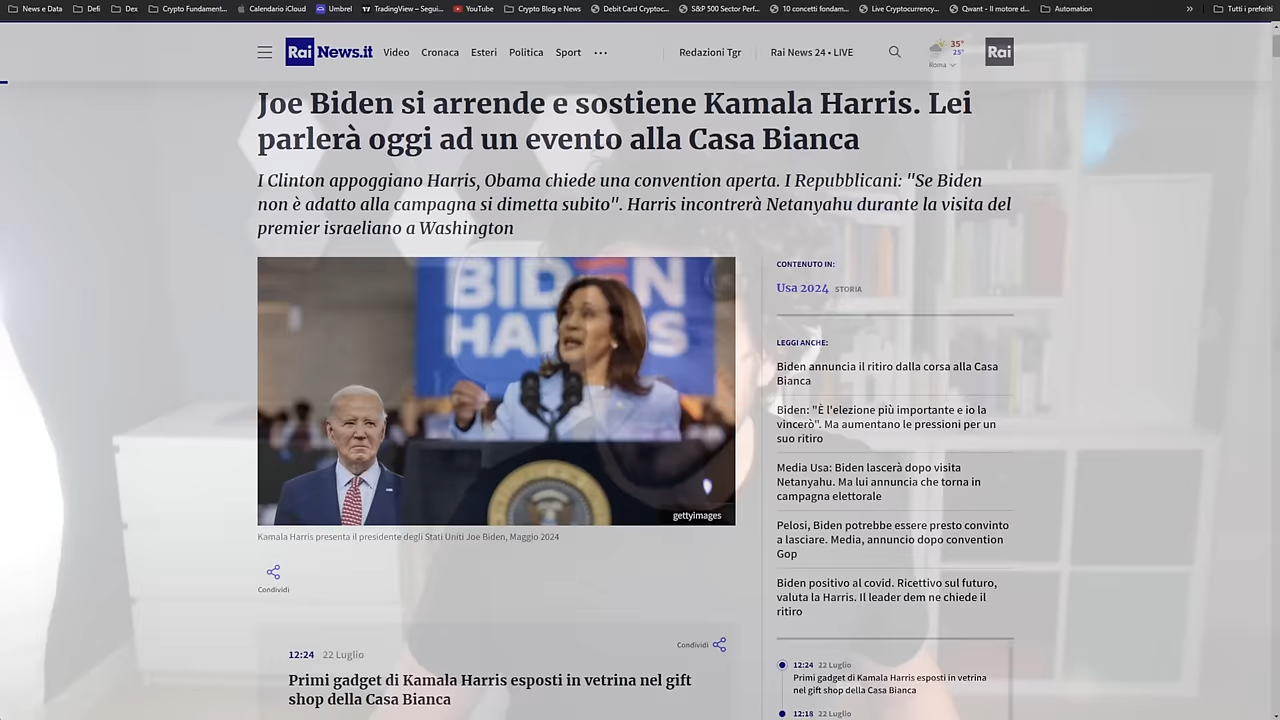 News e Data Defi Dex Crypto Fundament... Calendario iCloud Umbrel TradingView – Segui... YouTube Crypto Blog e News Debit Card Cryptoc... S&P 500 Sector Perf... 10 concetti fondam... Live Cryptocurrency... Qwant - Il motore d... Automation » Tutti i preferiti
Rai News.it Video Cronaca Esteri Politica Sport ••• Redazioni Tgr Rai News 24 • LIVE 35° 25° Roma Rai
Joe Biden si arrende e sostiene Kamala Harris. Lei
parlerà oggi ad un evento alla Casa Bianca
I Clinton appoggiano Harris, Obama chiede una convention aperta. I Repubblicani: "Se Biden
non è adatto alla campagna si dimetta subito". Harris incontrerà Netanyahu durante la visita del
premier israeliano a Washington
BIDEN
HARRIS
gettyimages
Kamala Harris presenta il presidente degli Stati Uniti Joe Biden, Maggio 2024
Condividi
12:24 22 Luglio
Condividi
Primi gadget di Kamala Harris esposti in vetrina nel gift
shop della Casa Bianca
CONTENUTO IN:
Usa 2024 STORIA
LEGGI ANCHE:
Biden annuncia il ritiro dalla corsa alla Casa
Bianca
Biden: "È l'elezione più importante e io la
vincerò". Ma aumentano le pressioni per un
suo ritiro
Media Usa: Biden lascerà dopo visita
Netanyahu. Ma lui annuncia che torna in
campagna elettorale
Pelosi, Biden potrebbe essere presto convinto
a lasciare. Media, annuncio dopo convention
Gop
Biden positivo al covid. Ricettivo sul futuro,
valuta la Harris. Il leader dem ne chiede il
ritiro
12:24 22 Luglio
Primi gadget di Kamala Harris esposti in vetrina
nel gift shop della Casa Bianca
12:18 22 Luglio